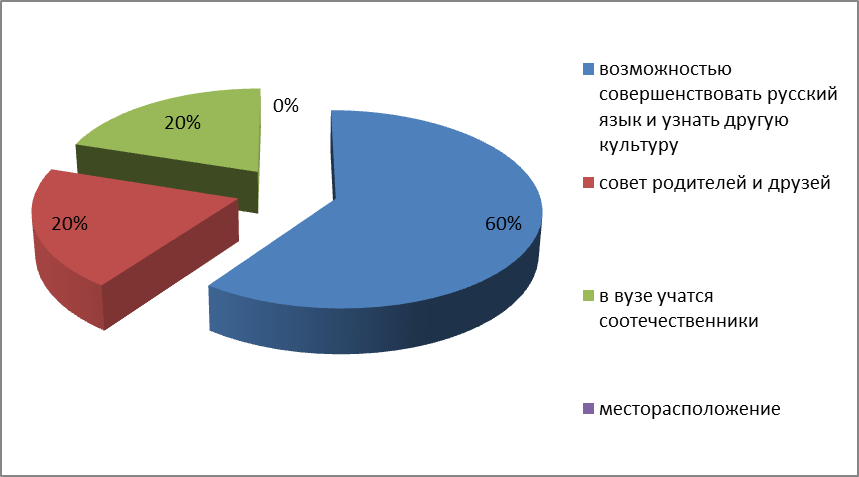 0%
20%
60%
20%
возможностью
совершенствовать русский
язык и узнать другую
культуру
совет родителей и друзей
в вузе учатся
соотечественники
месторасположение